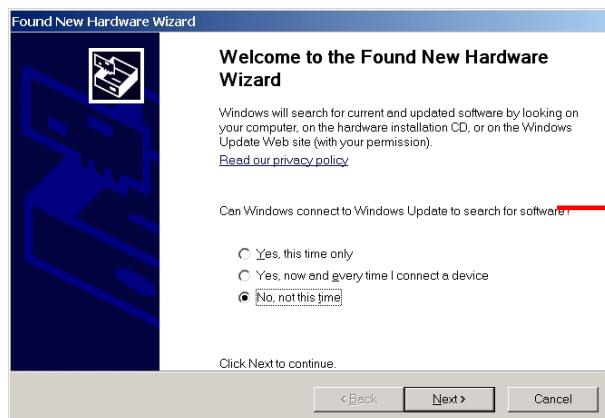 Found New Hardware Wizard
Welcome to the Found New Hardware
Wizard
Windows will search for current and updated software by looking on
your computer, on the hardware installation CD, or on the Windows
Update Web site (with your permission).
Read our privacy policy
Can Windows connect to Windows Update to search for software?
Yes, this time only
Yes, now and every time I connect a device
No, not this time
Click Next to continue.
< Back
Next >
Cancel